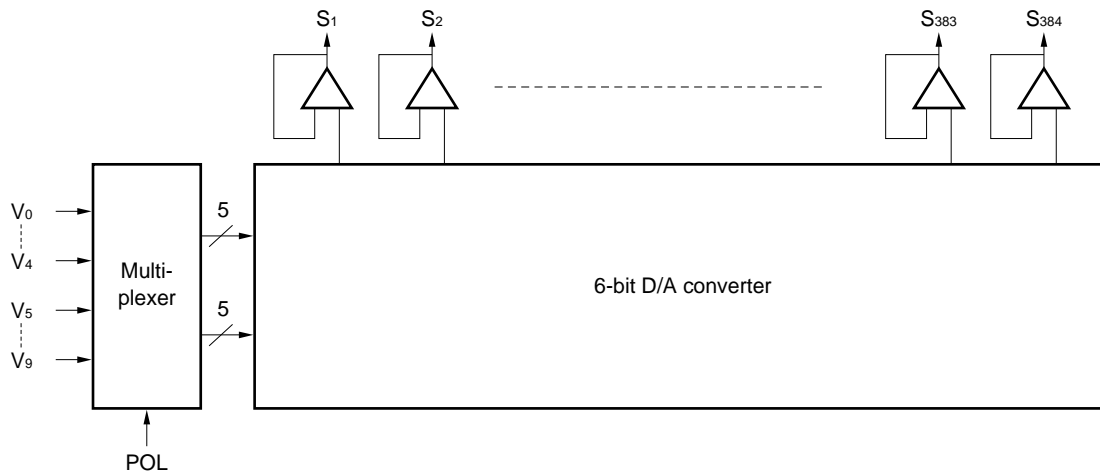 S1 S2 S383 S384
V0
V4
V5
V9
Multi-
plexer
5
5
6-bit D/A converter
POL